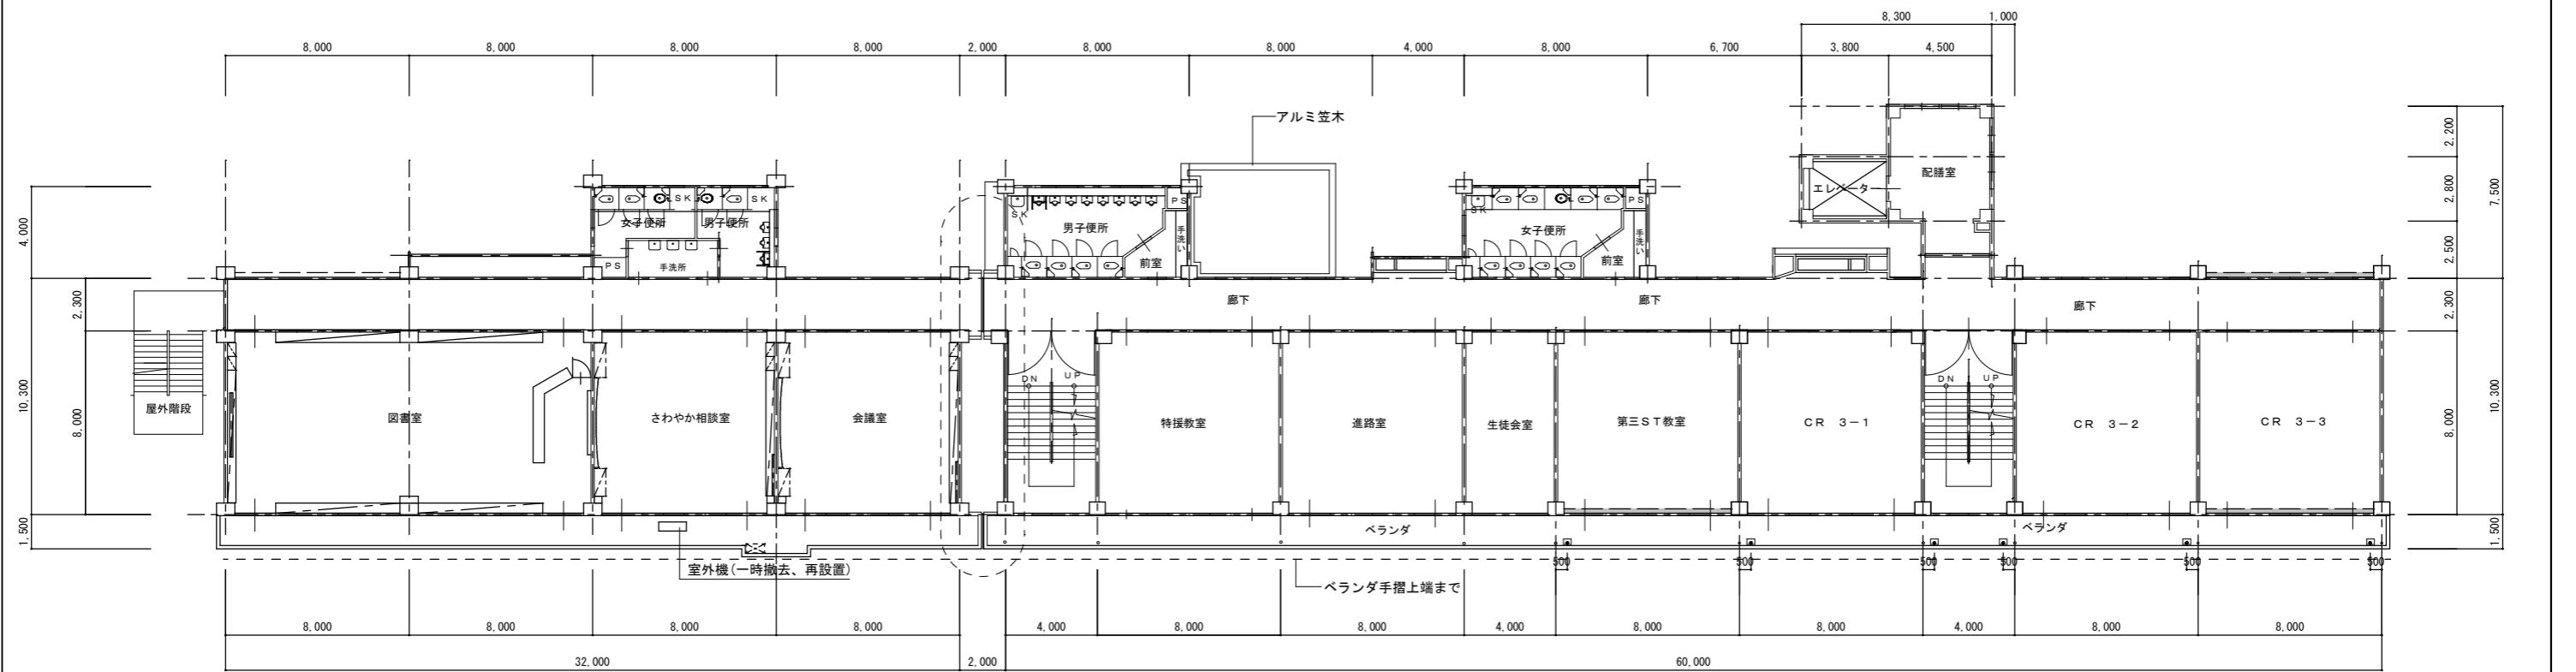 8,300
1,000
8,000
8,000
8,000
8,000
2,000
8,000
8,000
4,000
8,000
6,700
3,800
4,500
アルミ笠木
2,200
2,800
2,500
7,500
配膳室
エレベーター
4,000
SK
SK
女子便所
男子便所
PS
手洗所
SK
PS
男子便所
手洗い
前室
SK
PS
女子便所
手洗い
前室
2,300
廊下
廊下
廊下
2,300
10,300
8,000
屋外階段
図書室
さわやか相談室
会議室
DN
UP
特援教室
進路室
生徒会室
第三ST教室
CR 3-1
DN
UP
CR 3-2
CR 3-3
8,000
10,300
1,500
ベランダ
ベランダ
1,500
室外機(一時撤去、再設置)
ベランダ手摺上端まで
500
500
500
500
500
500
8,000
8,000
8,000
8,000
4,000
8,000
8,000
4,000
8,000
8,000
4,000
8,000
8,000
32,000
2,000
60,000